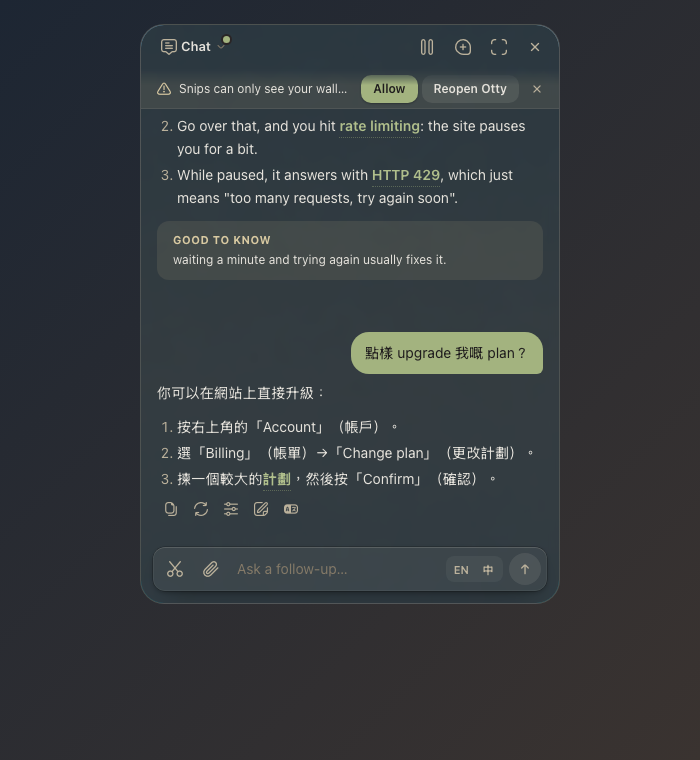 Chat
Snips can only see your wall...
Allow
Reopen Otty
2. Go over that, and you hit rate limiting: the site pauses
you for a bit.
3. While paused, it answers with HTTP 429, which just
means "too many requests, try again soon".
GOOD TO KNOW
waiting a minute and trying again usually fixes it.
點樣 upgrade 我嘅 plan？
你可以在網站上直接升級：
1. 按右上角的「Account」（帳戶）。
2. 選「Billing」（帳單）→「Change plan」（更改計劃）。
3. 揀一個較大的計劃，然後按「Confirm」（確認）。
Ask a follow-up...
EN 中